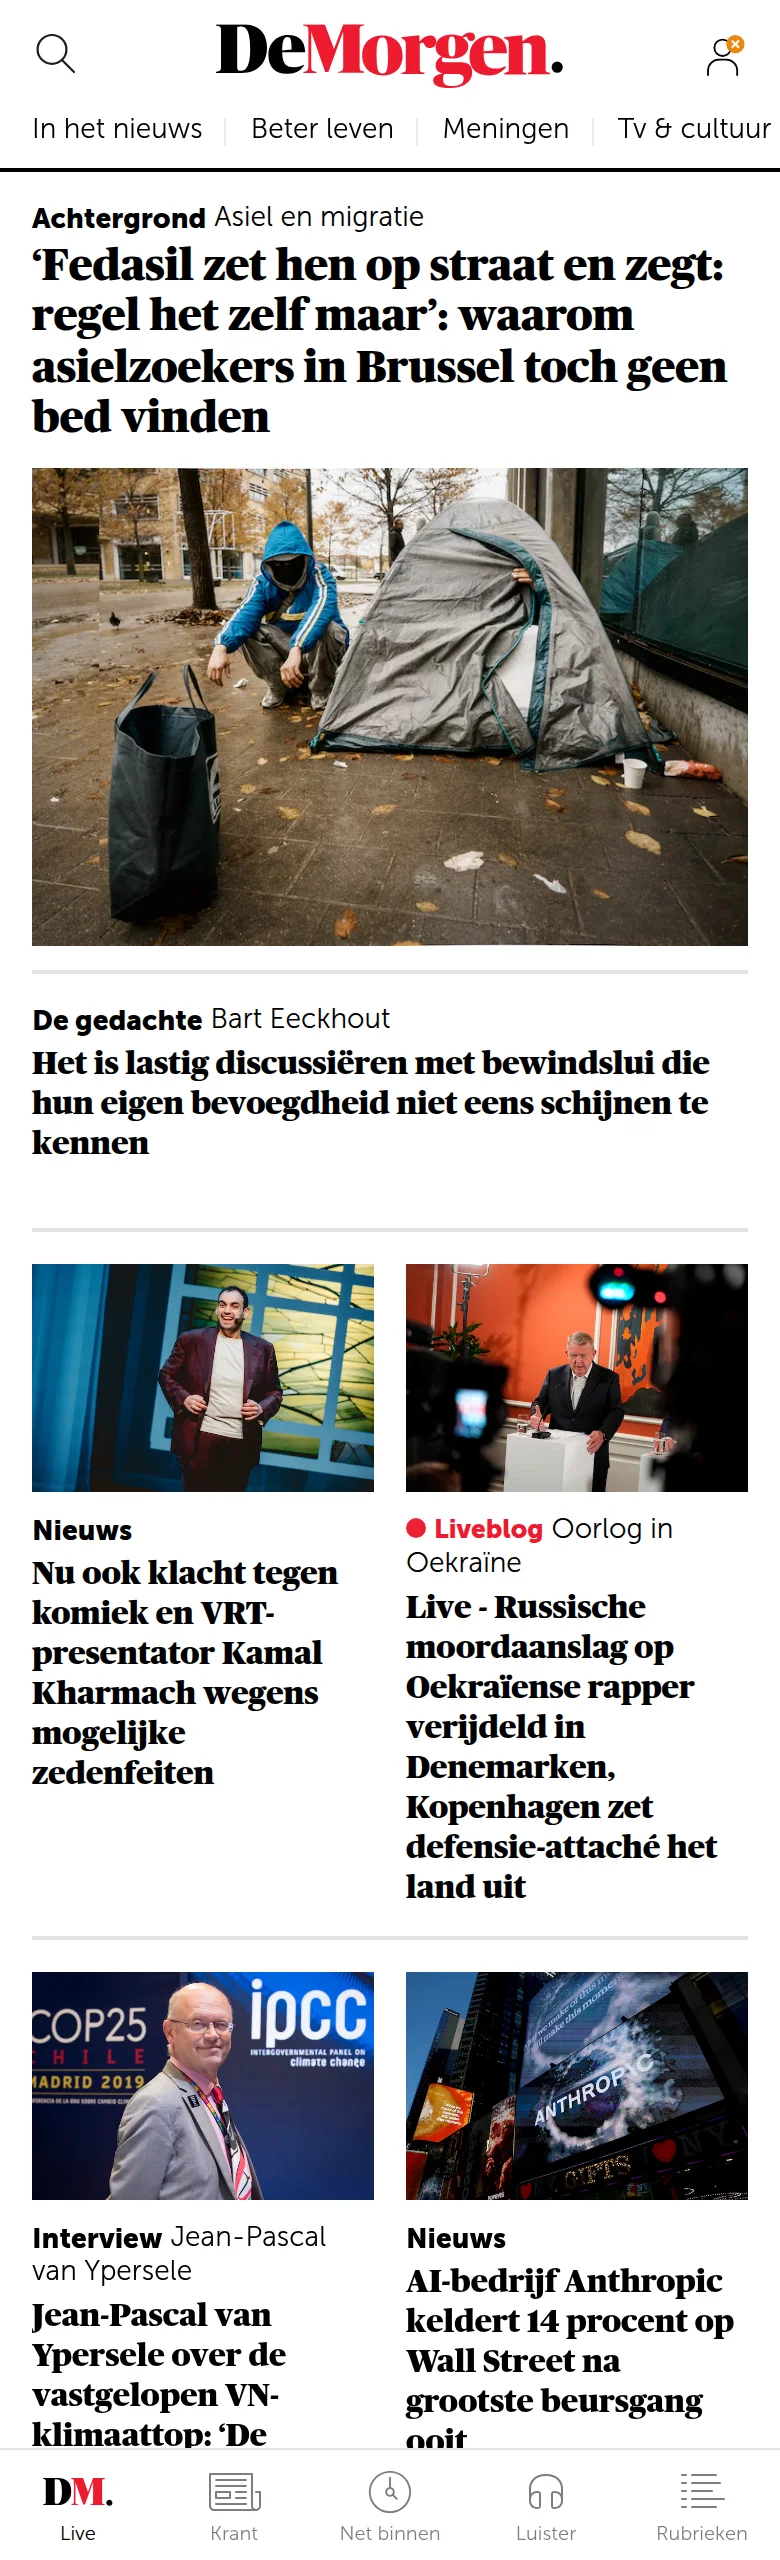 DeMorgen.
In het nieuws
Beter leven
Meningen
Tv & cultuur
Achtergrond Asiel en migratie
‘Fedasil zet hen op straat en zegt:
regel het zelf maar’: waarom
asielzoekers in Brussel toch geen
bed vinden
De gedachte Bart Eeckhout
Het is lastig discussiëren met bewindslui die
hun eigen bevoegdheid niet eens schijnen te
kennen
Nieuws
Nu ook klacht tegen
komiek en VRT-
presentator Kamal
Kharmach wegens
mogelijke
zedenfeiten
Liveblog Oorlog in
Oekraïne
Live - Russische
moordaanslag op
Oekraïense rapper
verijdeld in
Denemarken,
Kopenhagen zet
defensie-attaché het
land uit
COP25
CHILE
MADRID 2019
ipcc
INTERGOVERNMENTAL PANEL ON
climate change
ANTHROPIC
GIFTS
NY.
Interview Jean-Pascal
van Ypersele
Jean-Pascal van
Ypersele over de
vastgelopen VN-
klimaattop: ‘De
Nieuws
AI-bedrijf Anthropic
keldert 14 procent op
Wall Street na
grootste beursgang
ooit
DM.
Live
Krant
Net binnen
Luister
Rubrieken